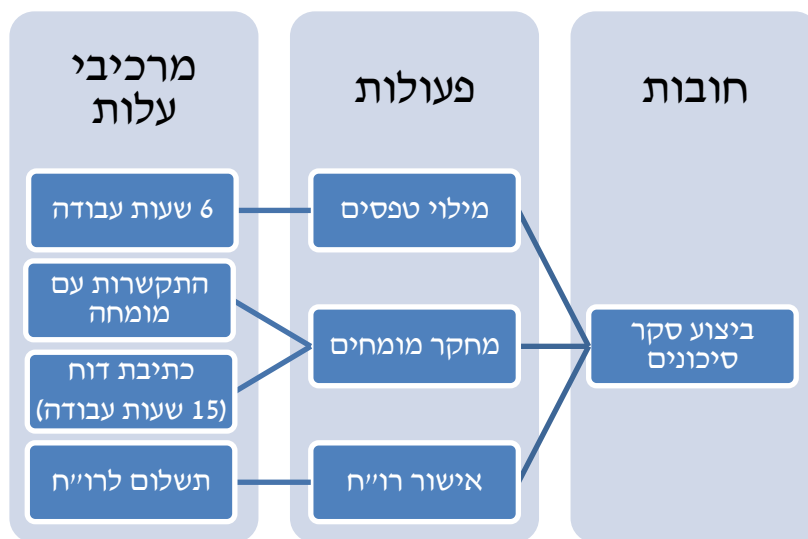 חובות
ביצוע סקר
סיכונים
פעולות
מילוי טפסים
מחקר מומחים
אישור רו״ח
מרכיבי
עלות
6 שעות עבודה
התקשרות עם
מומחה
כתיבת דוח
(15 שעות עבודה)
תשלום לרו״ח